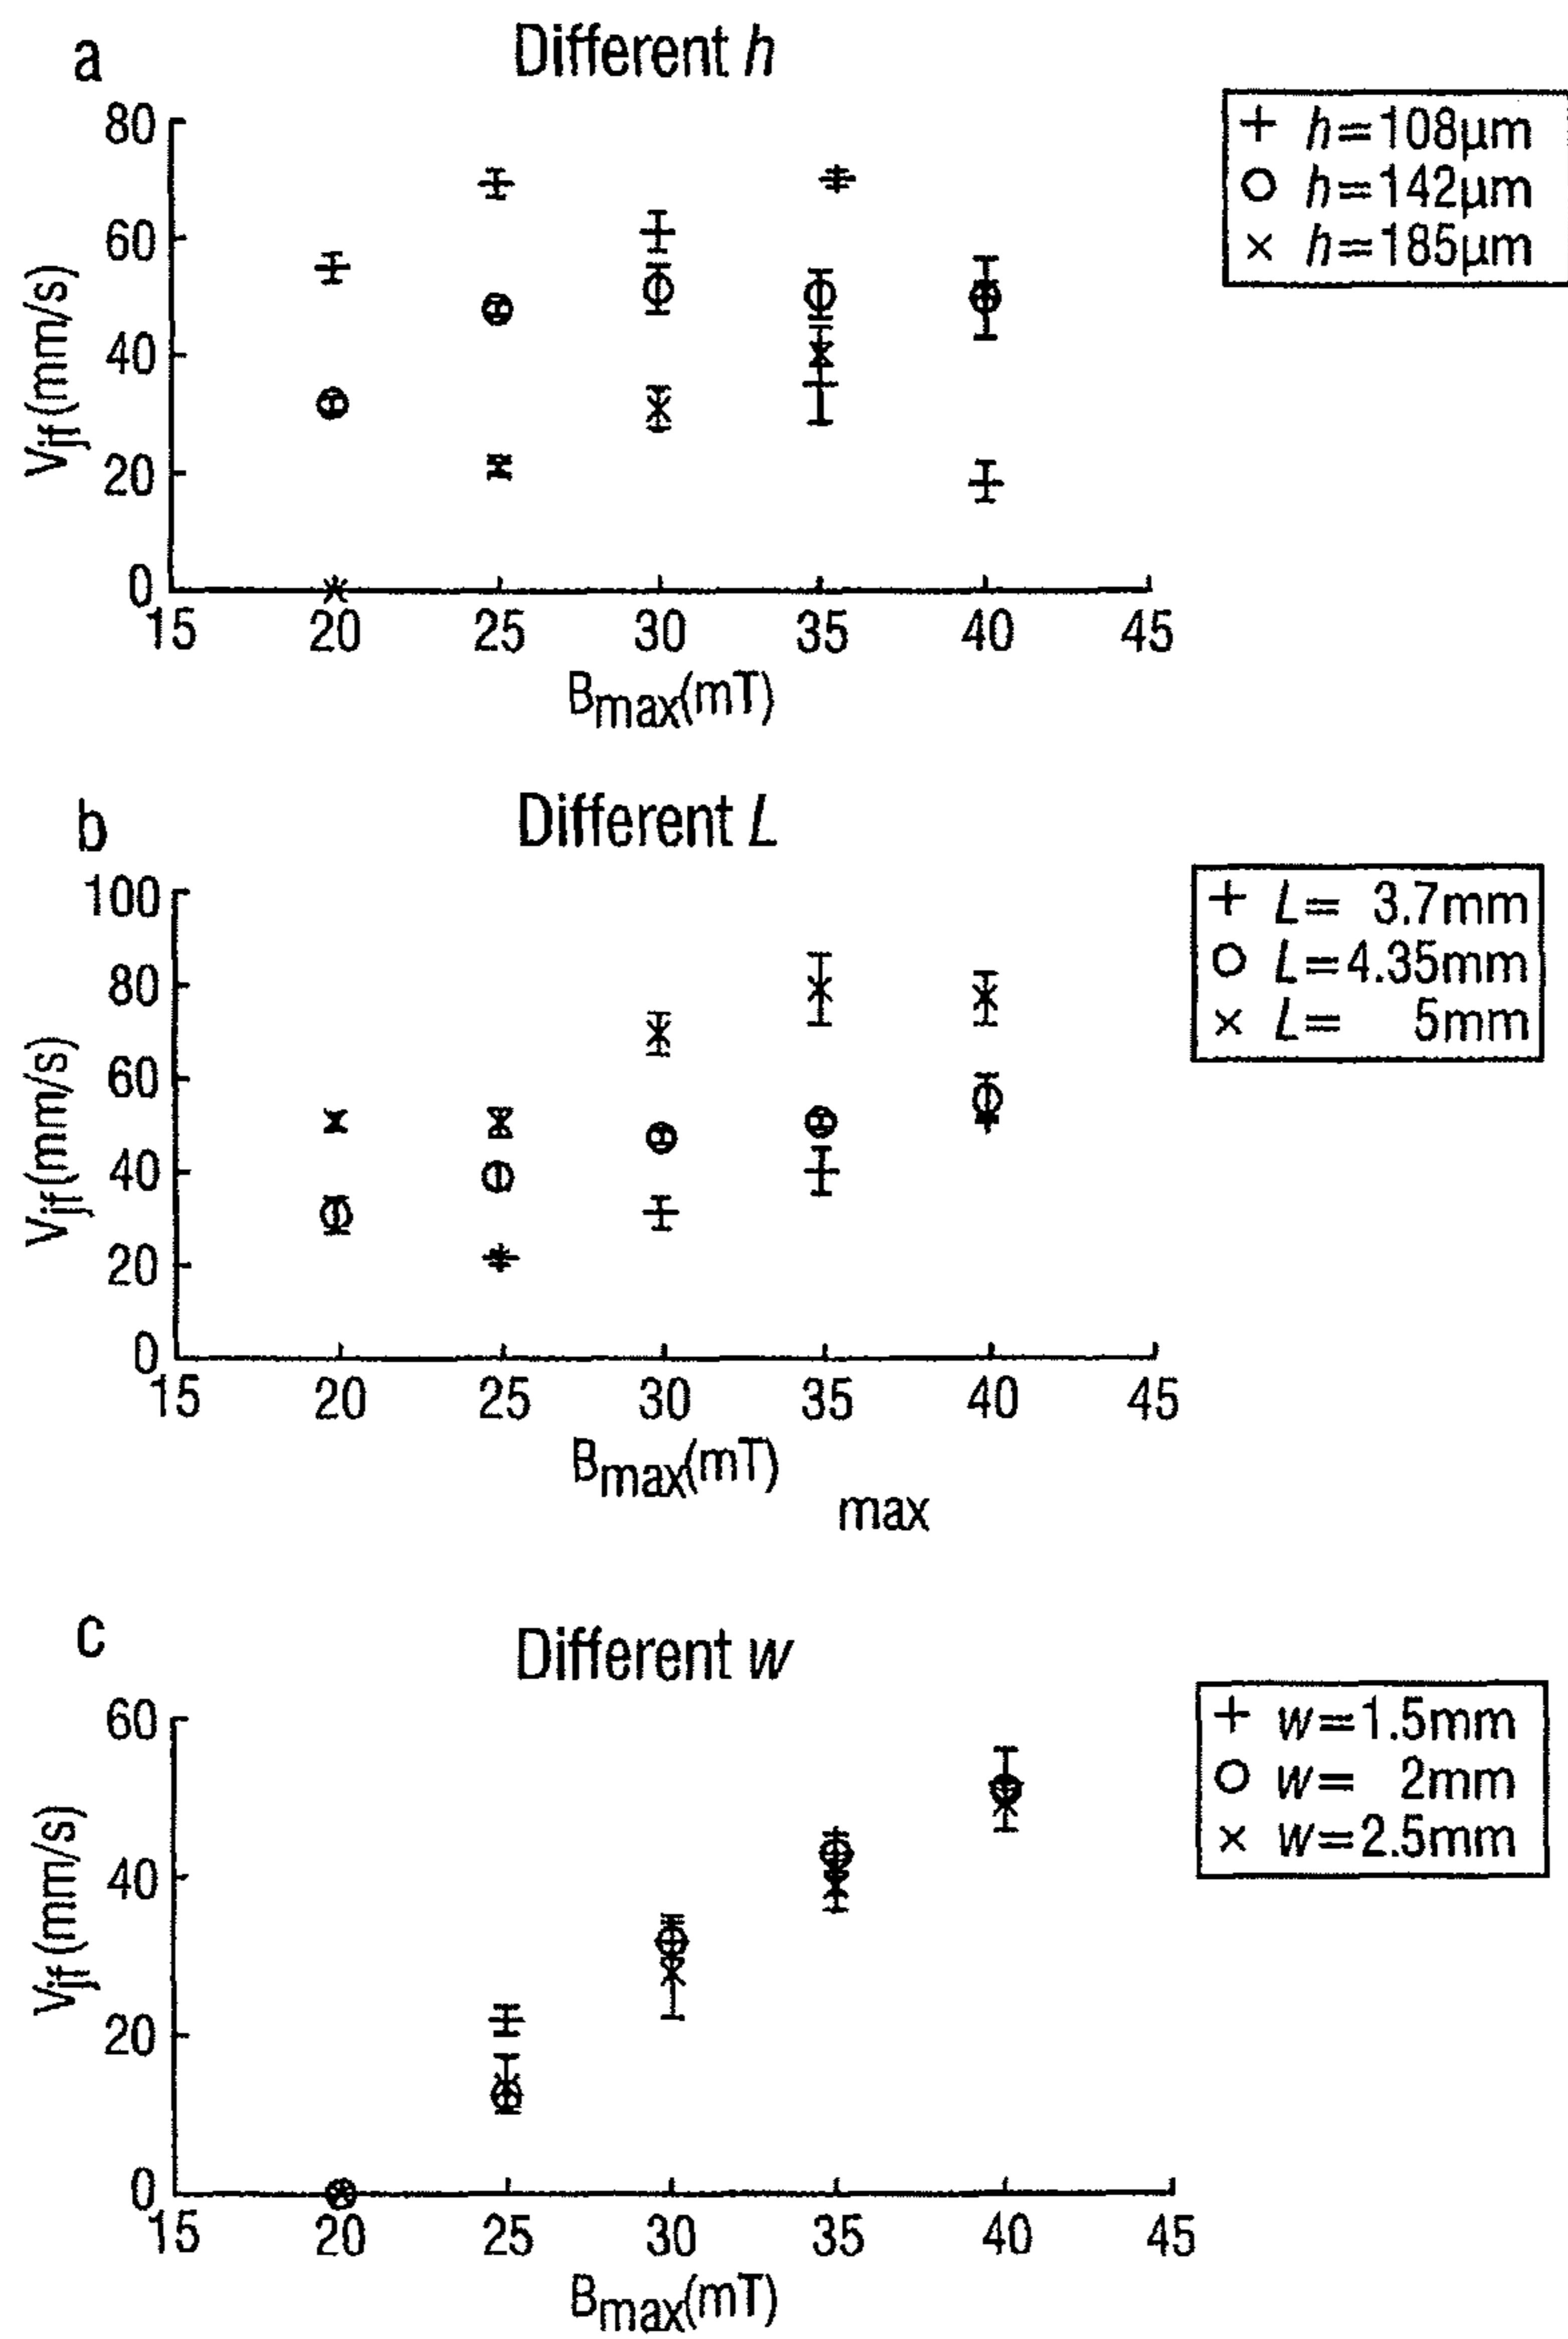 a
Different h
+ h=108µm
o h=142µm
× h=185µm
80
60
40
20
0
Vjf(mm/s)
15 20 25 30 35 40 45
Bmax(mT)
b
Different L
+ L= 3.7mm
o L=4.35mm
× L= 5mm
100
80
60
40
20
0
Vjf(mm/s)
15 20 25 30 35 40 45
Bmax(mT)
max
c
Different w
+ w=1.5mm
o w= 2mm
× w=2.5mm
60
40
20
0
Vjf(mm/s)
15 20 25 30 35 40 45
Bmax(mT)